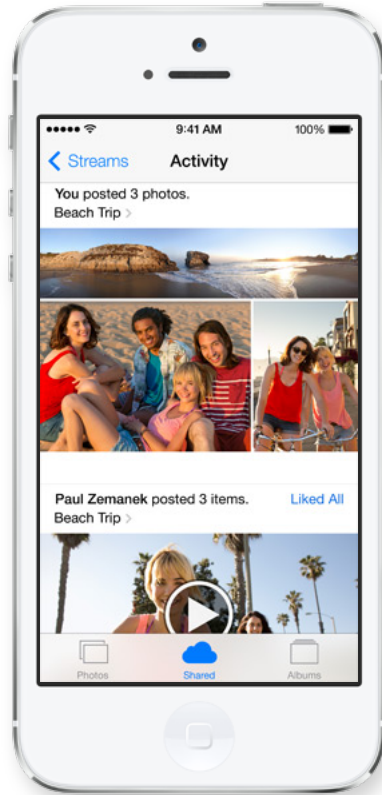 9:41 AM 100%
Streams Activity
You posted 3 photos.
Beach Trip >
Paul Zemanek posted 3 items. Liked All
Beach Trip >
Photos Shared Albums